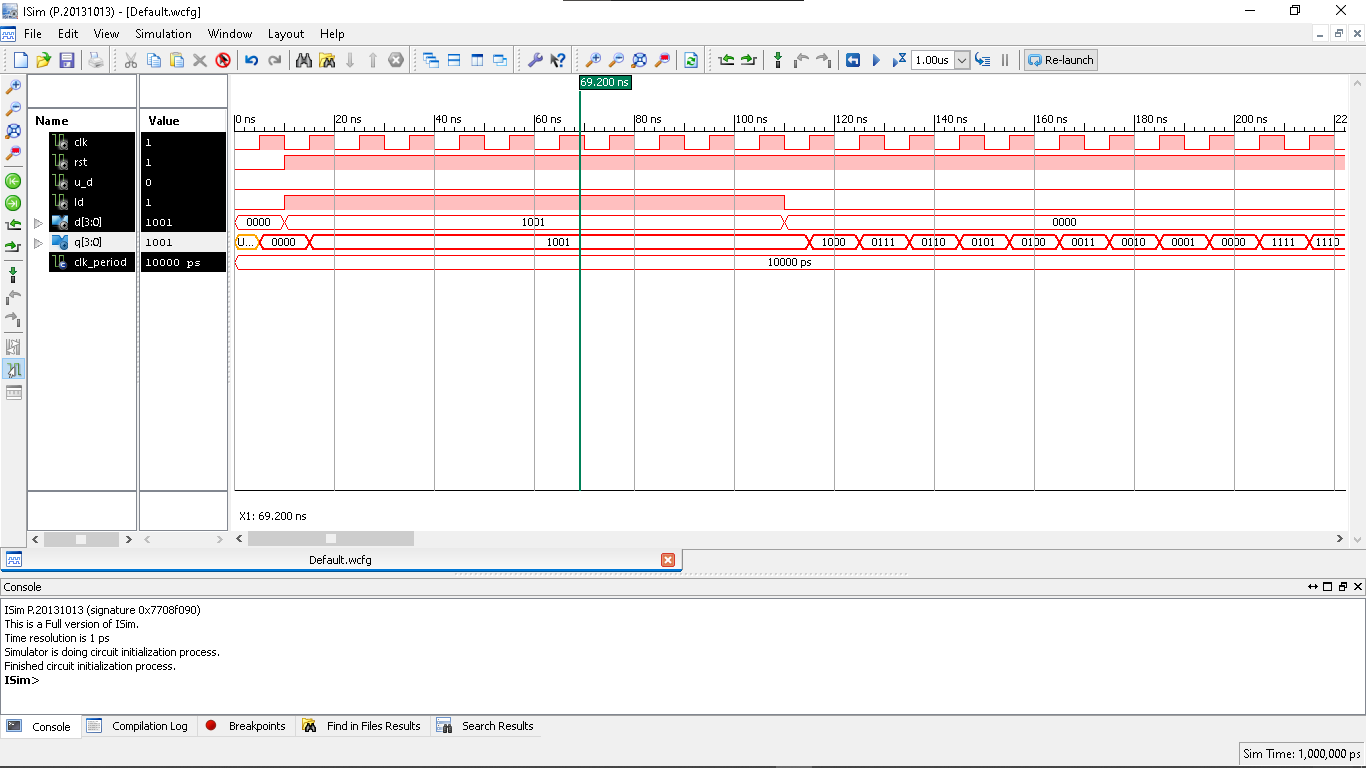 ISim (P.20131013) - [Default.wcfg]
File Edit View Simulation Window Layout Help
1.00us Re-launch
69.200 ns
Name Value
0 ns 20 ns 40 ns 60 ns 80 ns 100 ns 120 ns 140 ns 160 ns 180 ns 200 ns 22
clk 1
rst 1
u_d 0
ld 1
d[3:0] 1001 0000 1001 0000
q[3:0] 1001 U... 0000 1001 1000 0111 0110 0101 0100 0011 0010 0001 0000 1111 1110
clk_period 10000 ps 10000 ps
X1: 69.200 ns
Default.wcfg
Console
ISim P.20131013 (signature 0x7708f090)
This is a Full version of ISim.
Time resolution is 1 ps
Simulator is doing circuit initialization process.
Finished circuit initialization process.
ISim>
Console Compilation Log Breakpoints Find in Files Results Search Results
Sim Time: 1,000,000 ps